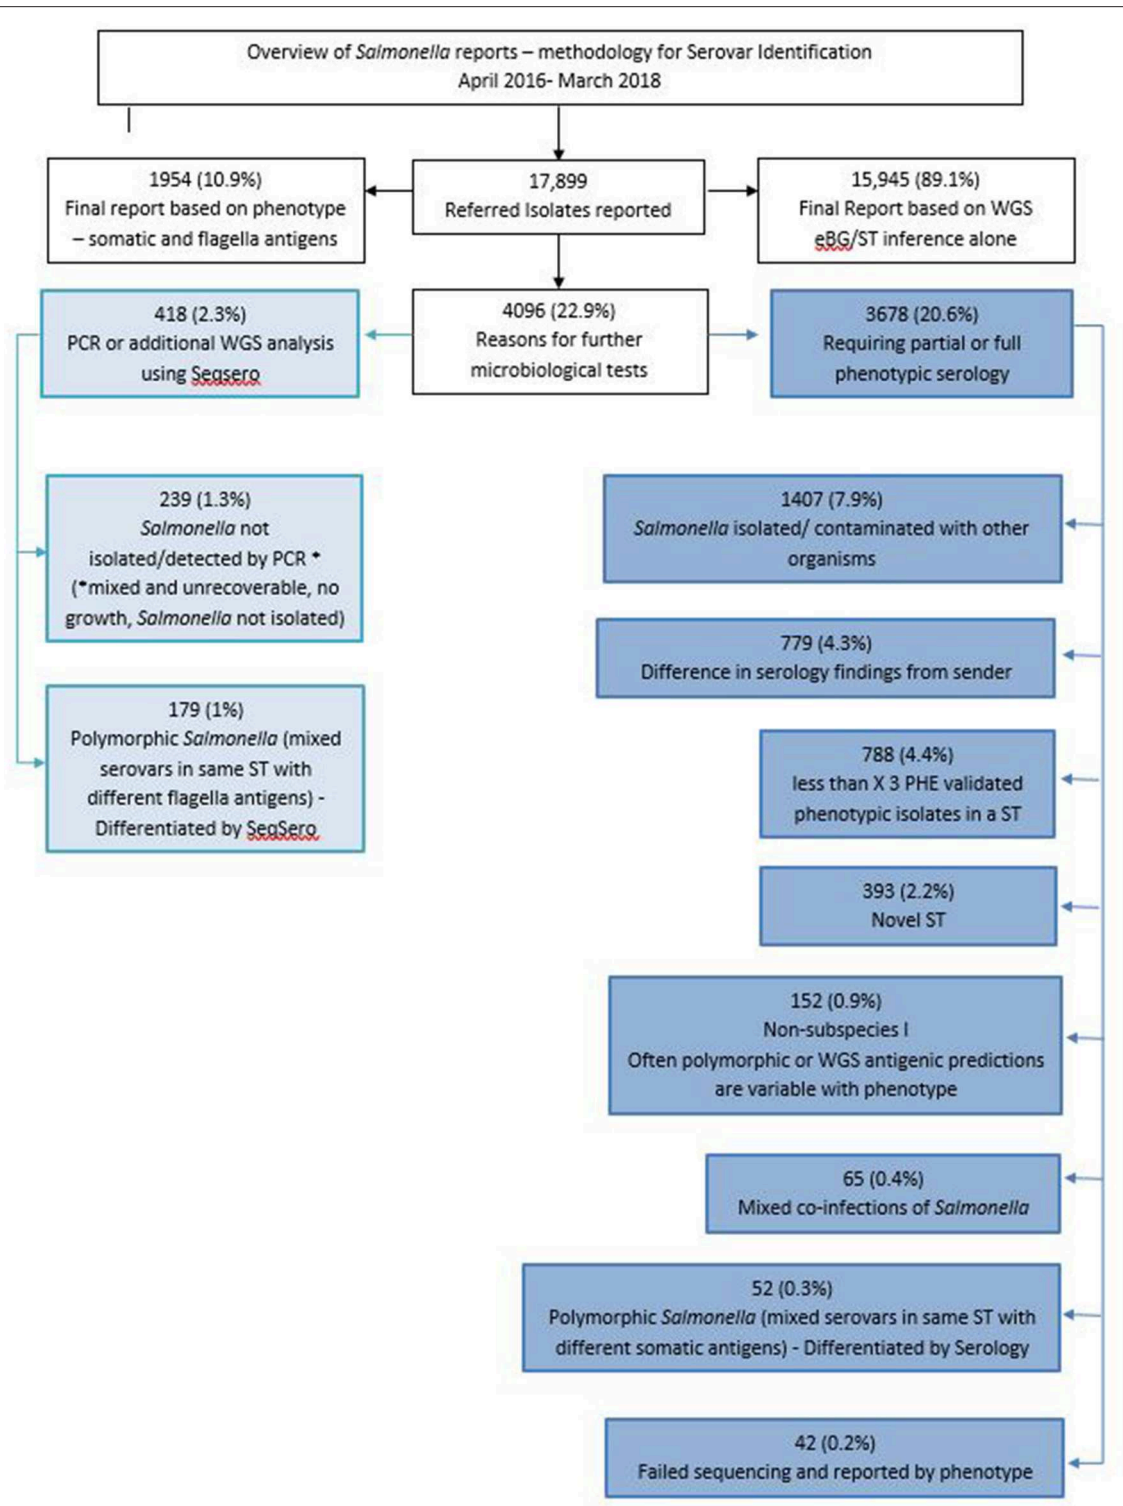 Overview of Salmonella reports – methodology for Serovar Identification
April 2016- March 2018
1954 (10.9%)
Final report based on phenotype
– somatic and flagella antigens
17,899
Referred Isolates reported
15,945 (89.1%)
Final Report based on WGS
eBG/ST inference alone
418 (2.3%)
PCR or additional WGS analysis
using Seqsero
4096 (22.9%)
Reasons for further
microbiological tests
3678 (20.6%)
Requiring partial or full
phenotypic serology
239 (1.3%)
Salmonella not
isolated/detected by PCR *
(*mixed and unrecoverable, no
growth, Salmonella not isolated)
179 (1%)
Polymorphic Salmonella (mixed
serovars in same ST with
different flagella antigens) -
Differentiated by SeqSero
1407 (7.9%)
Salmonella isolated/ contaminated with other
organisms
779 (4.3%)
Difference in serology findings from sender
788 (4.4%)
less than X 3 PHE validated
phenotypic isolates in a ST
393 (2.2%)
Novel ST
152 (0.9%)
Non-subspecies I
Often polymorphic or WGS antigenic predictions
are variable with phenotype
65 (0.4%)
Mixed co-infections of Salmonella
52 (0.3%)
Polymorphic Salmonella (mixed serovars in same ST with
different somatic antigens) - Differentiated by Serology
42 (0.2%)
Failed sequencing and reported by phenotype